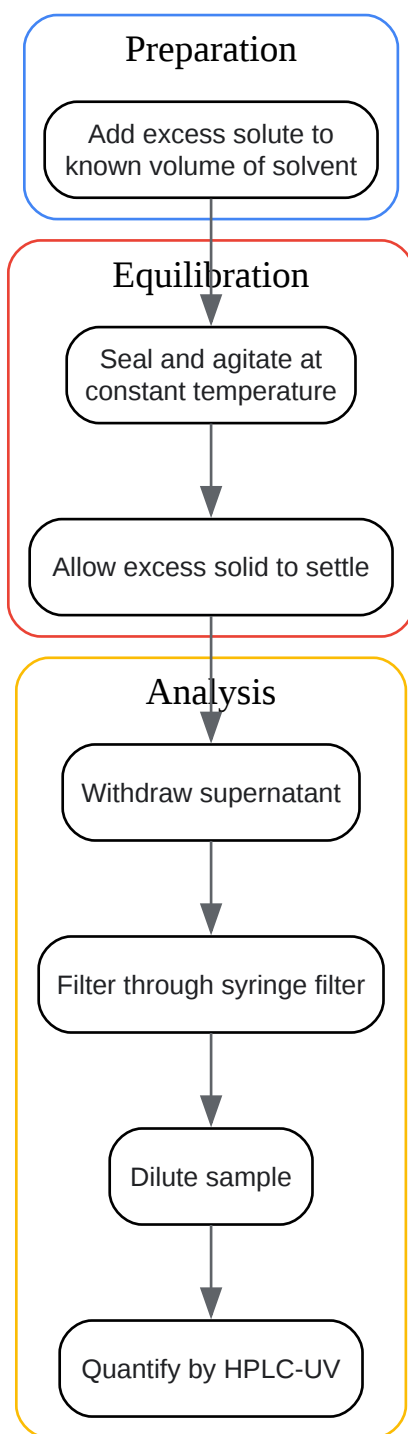 Preparation
Add excess solute to
known volume of solvent
Equilibration
Seal and agitate at
constant temperature
Allow excess solid to settle
Analysis
Withdraw supernatant
Filter through syringe filter
Dilute sample
Quantify by HPLC-UV